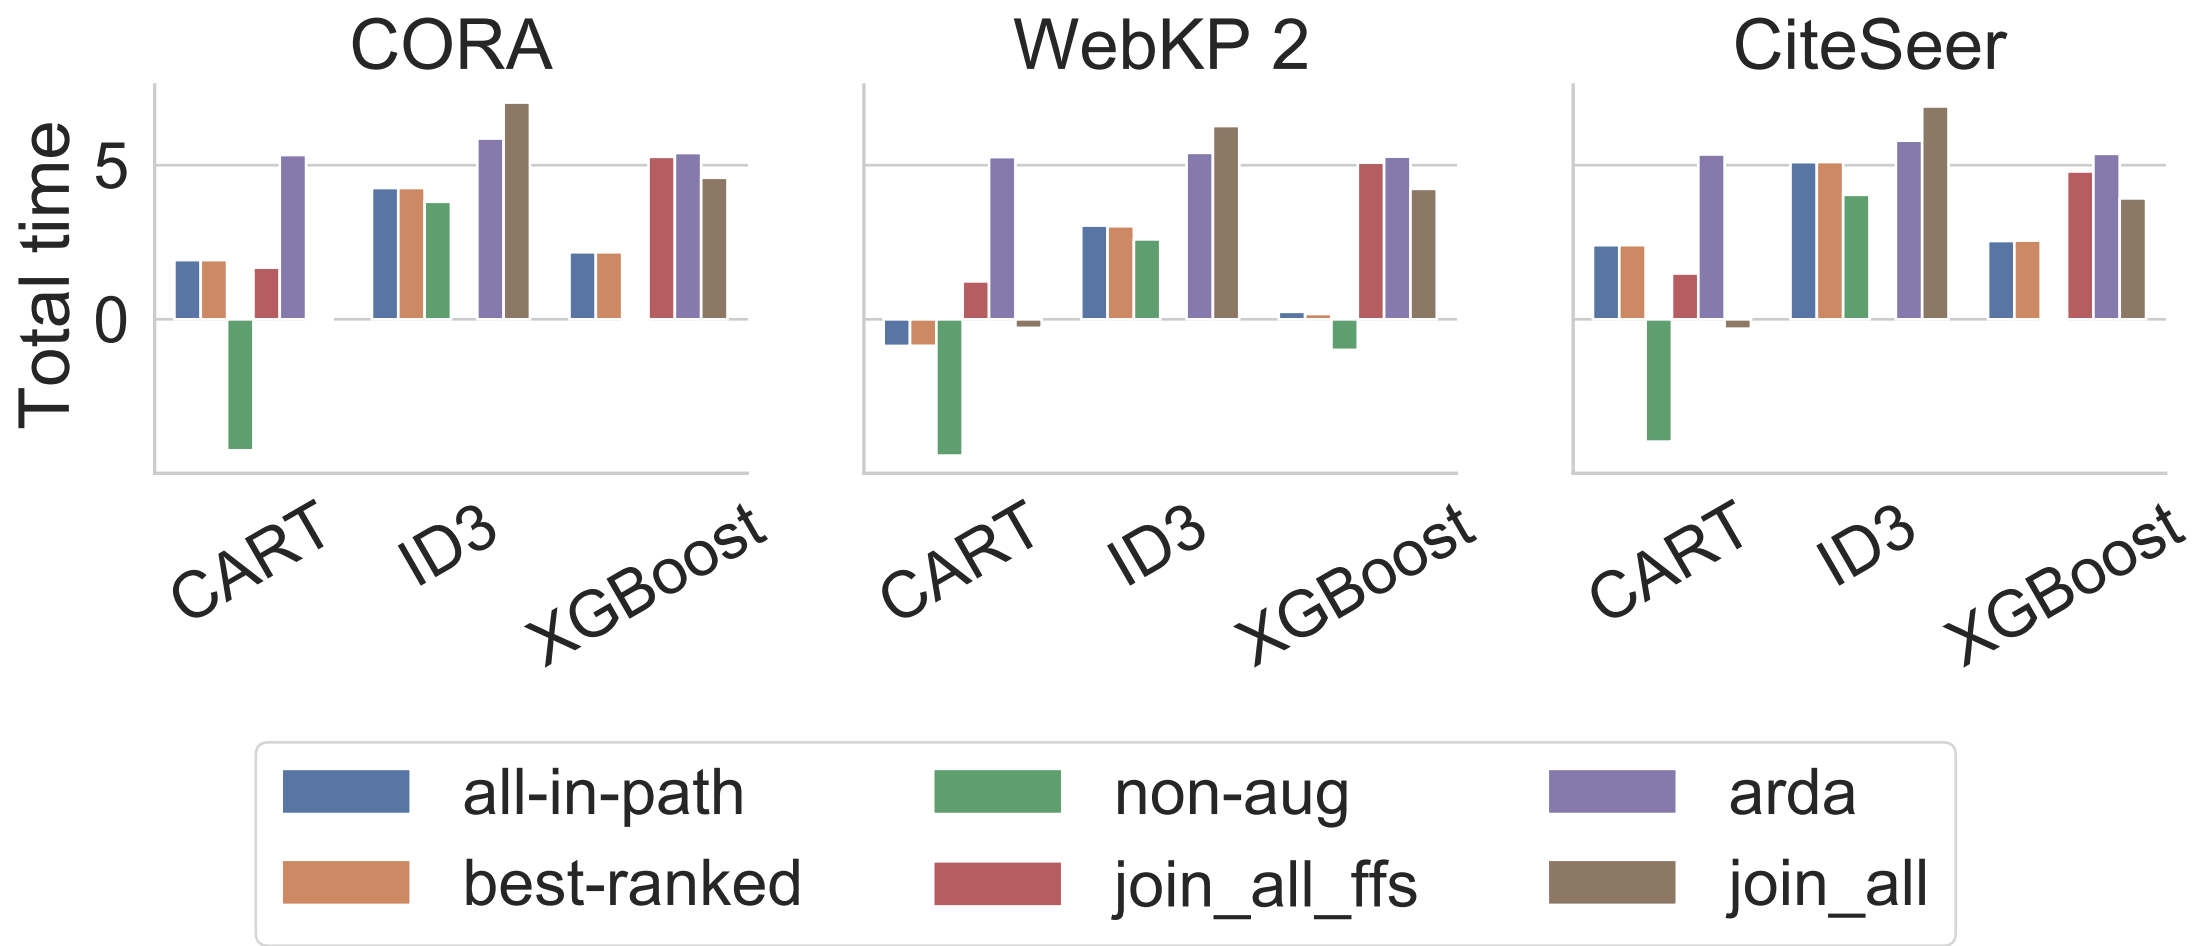 CORA
WebKP 2
CiteSeer
Total time
5
0
CART
ID3
XGBoost
CART
ID3
XGBoost
CART
ID3
XGBoost
all-in-path
non-aug
arda
best-ranked
join_all_ffs
join_all